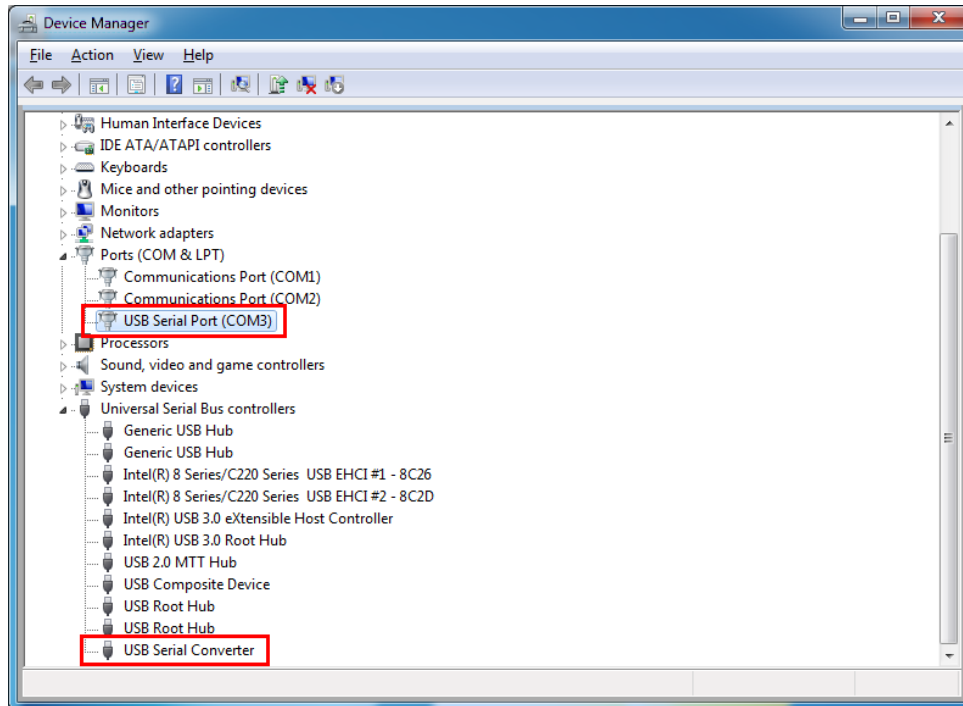 Device Manager
File Action View Help
Human Interface Devices
IDE ATA/ATAPI controllers
Keyboards
Mice and other pointing devices
Monitors
Network adapters
Ports (COM & LPT)
Communications Port (COM1)
Communications Port (COM2)
USB Serial Port (COM3)
Processors
Sound, video and game controllers
System devices
Universal Serial Bus controllers
Generic USB Hub
Generic USB Hub
Intel(R) 8 Series/C220 Series  USB EHCI #1 - 8C26
Intel(R) 8 Series/C220 Series  USB EHCI #2 - 8C2D
Intel(R) USB 3.0 eXtensible Host Controller
Intel(R) USB 3.0 Root Hub
USB 2.0 MTT Hub
USB Composite Device
USB Root Hub
USB Root Hub
USB Serial Converter